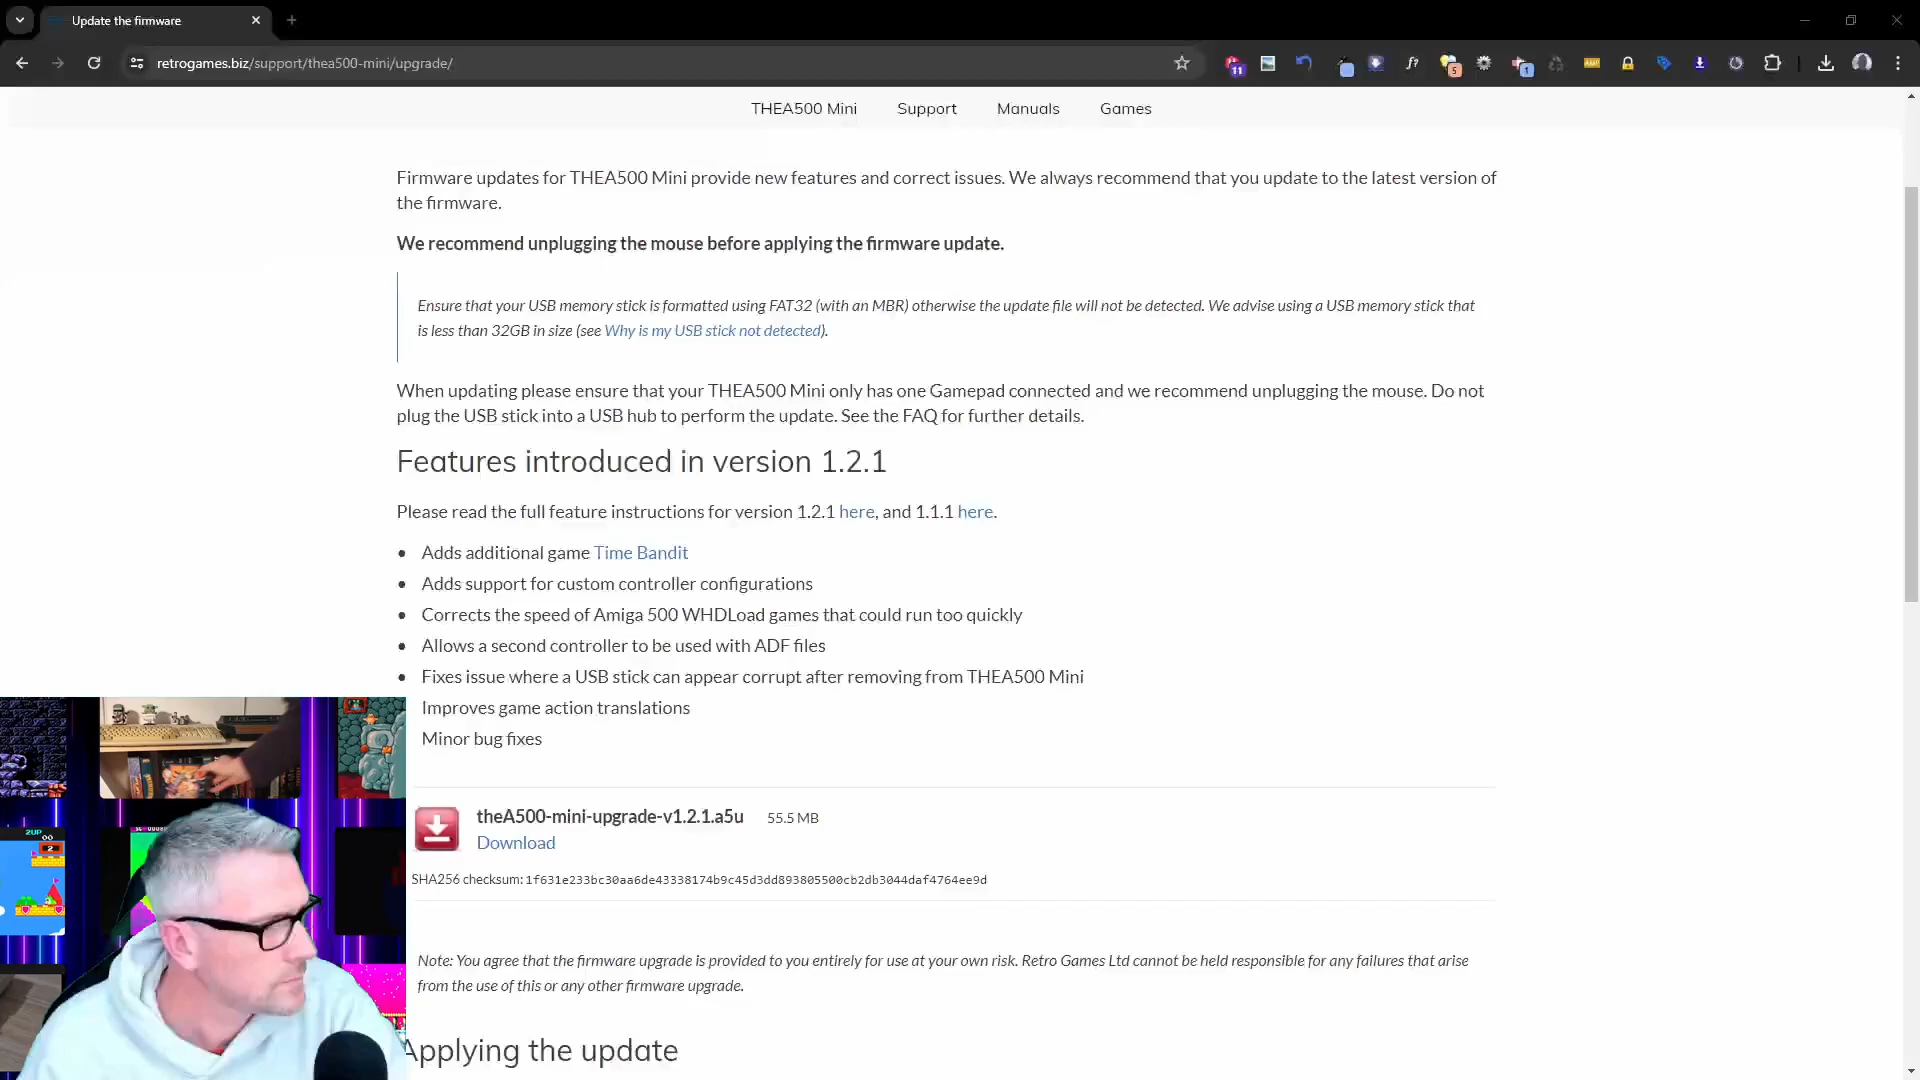 Update the firmware
retrogames.biz/support/thea500-mini/upgrade/
11
5
1
THEA500 Mini
Support
Manuals
Games
Firmware updates for THEA500 Mini provide new features and correct issues. We always recommend that you update to the latest version of
the firmware.
We recommend unplugging the mouse before applying the firmware update.
Ensure that your USB memory stick is formatted using FAT32 (with an MBR) otherwise the update file will not be detected. We advise using a USB memory stick that
is less than 32GB in size (see Why is my USB stick not detected).
When updating please ensure that your THEA500 Mini only has one Gamepad connected and we recommend unplugging the mouse. Do not
plug the USB stick into a USB hub to perform the update. See the FAQ for further details.
Features introduced in version 1.2.1
Please read the full feature instructions for version 1.2.1 here, and 1.1.1 here.
• Adds additional game Time Bandit
• Adds support for custom controller configurations
• Corrects the speed of Amiga 500 WHDLoad games that could run too quickly
• Allows a second controller to be used with ADF files
• Fixes issue where a USB stick can appear corrupt after removing from THEA500 Mini
Improves game action translations
Minor bug fixes
theA500-mini-upgrade-v1.2.1.a5u 55.5 MB
Download
SHA256 checksum: 1f631e233bc30aa6de43338174b9c45d3dd893805500cb2db3044daf4764ee9d
2UP
00
2
Note: You agree that the firmware upgrade is provided to you entirely for use at your own risk. Retro Games Ltd cannot be held responsible for any failures that arise
from the use of this or any other firmware upgrade.
Applying the update